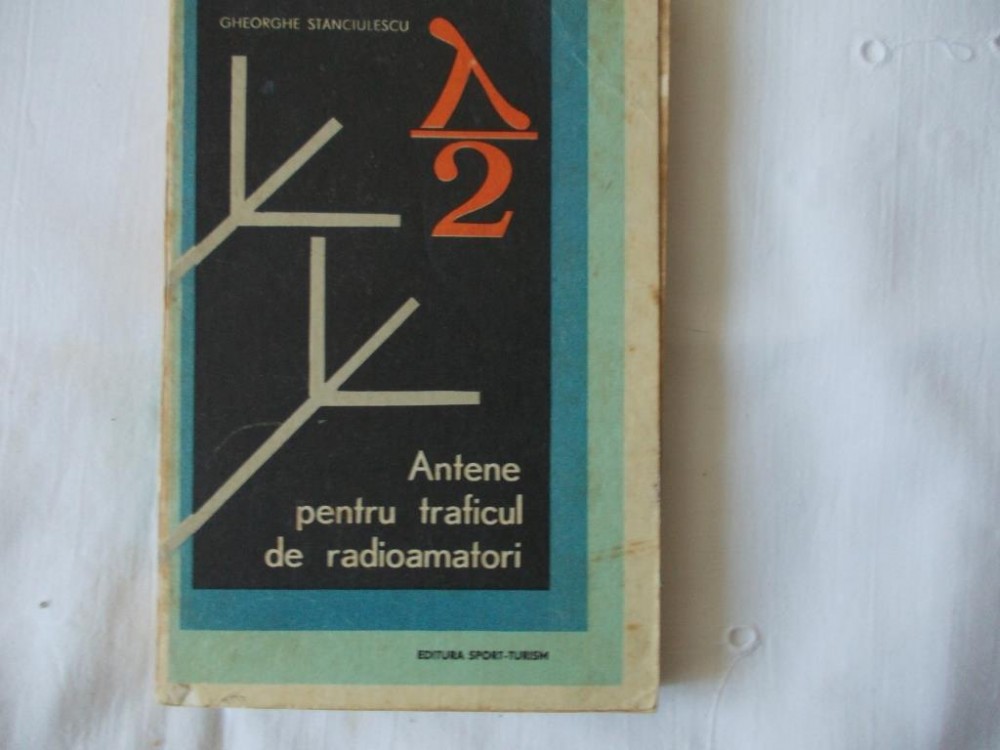 GHEORGHE STANCIULESCU
λ
2
Antene
pentru traficul
de radioamatori
EDITURA SPORT-TURISM